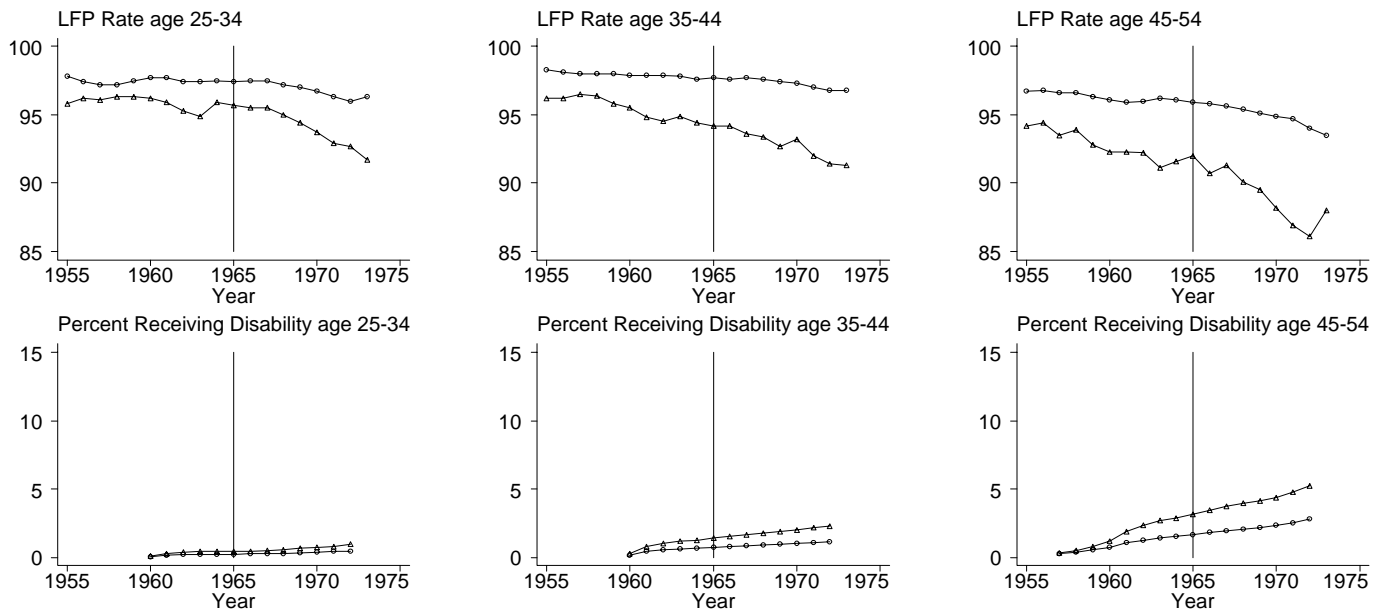 LFP Rate age 25-34
100
95
90
85
1955 1960 1965 1970 1975
Year
LFP Rate age 35-44
100
95
90
85
1955 1960 1965 1970 1975
Year
LFP Rate age 45-54
100
95
90
85
1955 1960 1965 1970 1975
Year
Percent Receiving Disability age 25-34
15
10
5
0
1955 1960 1965 1970 1975
Year
Percent Receiving Disability age 35-44
15
10
5
0
1955 1960 1965 1970 1975
Year
Percent Receiving Disability age 45-54
15
10
5
0
1955 1960 1965 1970 1975
Year